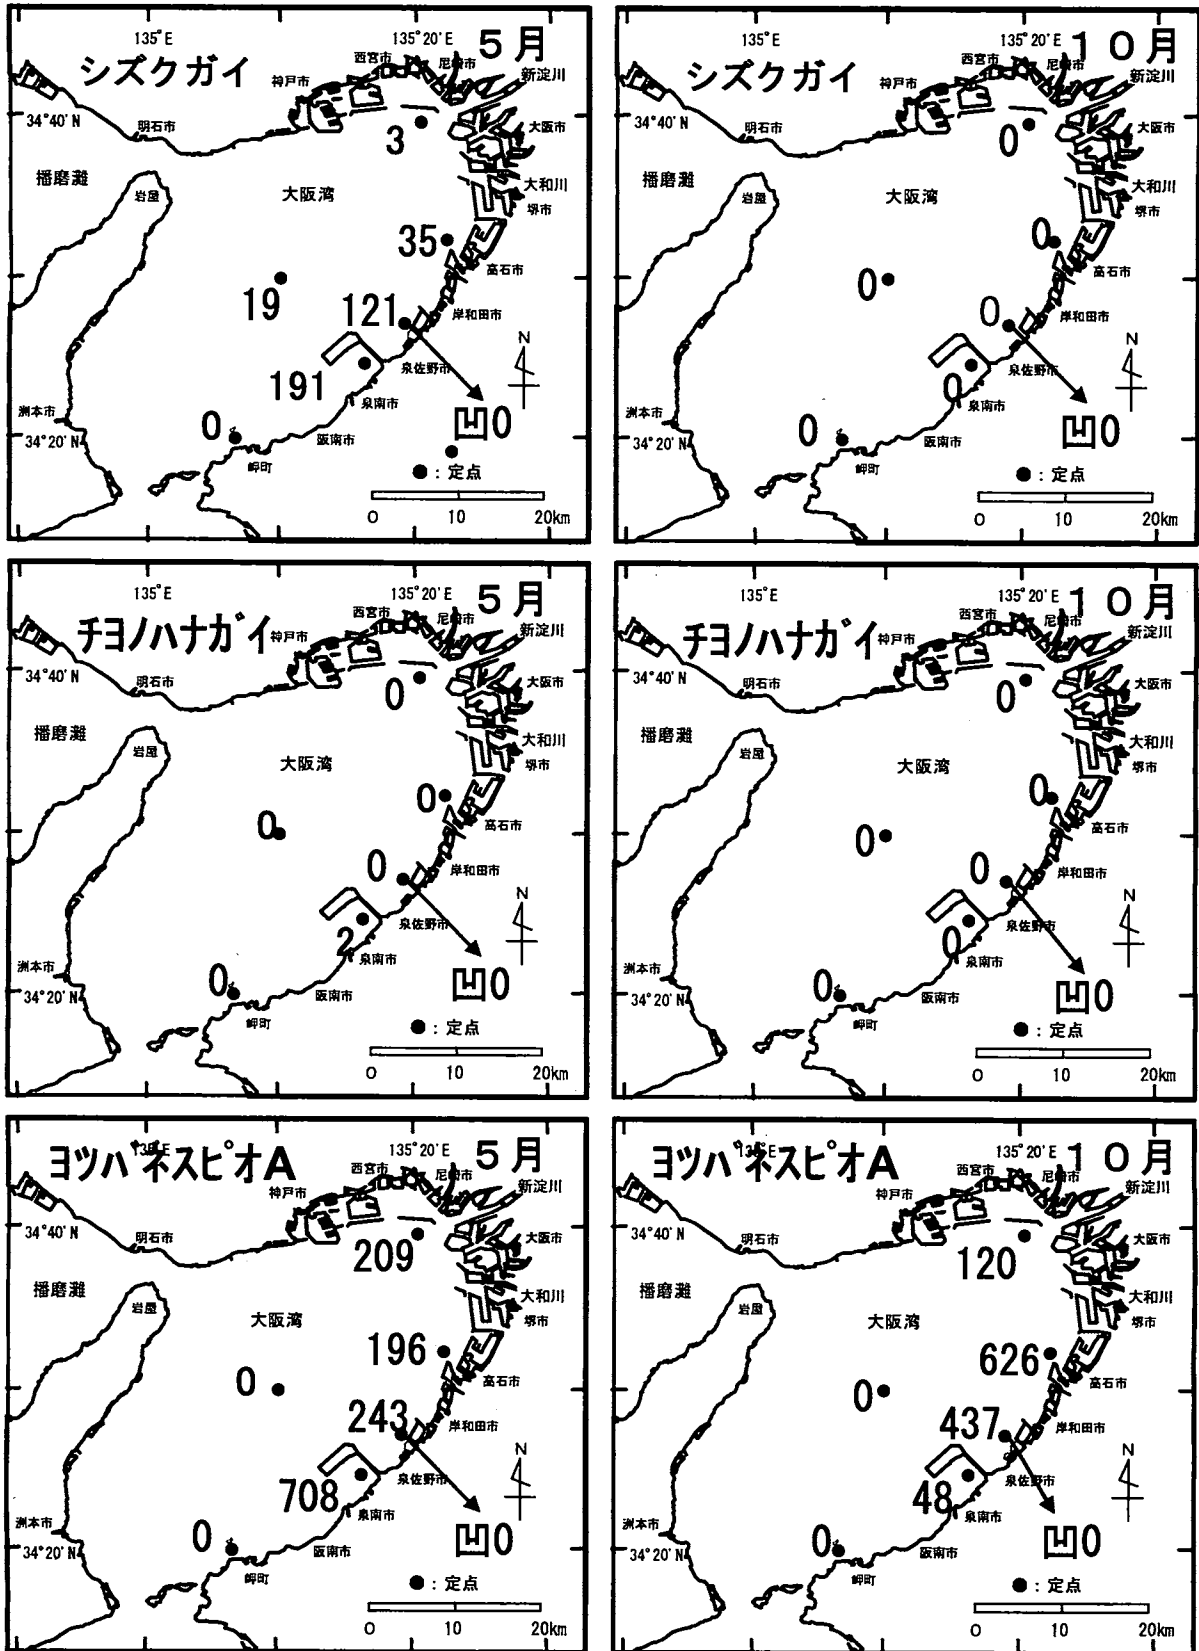 135°E
135°20' E
5月
シズクガイ
西宮市
尼崎市
神戸市
新淀川
34°40' N
明石市
3
大阪市
播磨灘
岩屋
大阪湾
大和川
堺市
35
高石市
19
121
岸和田市
N
191
泉佐野市
泉南市
洲本市
0
0
34°20' N
阪南市
岬町
●：定点
0
10
20km
135°E
135°20' E
10月
シズクガイ
西宮市
尼崎市
神戸市
新淀川
34°40' N
明石市
0
大阪市
播磨灘
岩屋
大阪湾
大和川
堺市
0
高石市
0
0
岸和田市
N
0
泉佐野市
泉南市
洲本市
0
0
34°20' N
阪南市
岬町
●：定点
0
10
20km
135°E
135°20' E
5月
チヨノハナガイ
西宮市
尼崎市
神戸市
新淀川
34°40' N
明石市
0
大阪市
播磨灘
岩屋
大阪湾
大和川
堺市
0
高石市
0
0
岸和田市
N
2
泉佐野市
泉南市
洲本市
0
0
34°20' N
阪南市
岬町
●：定点
0
10
20km
135°E
135°20' E
10月
チヨノハナガイ
西宮市
尼崎市
神戸市
新淀川
34°40' N
明石市
0
大阪市
播磨灘
岩屋
大阪湾
大和川
堺市
0
高石市
0
0
岸和田市
N
0
泉佐野市
泉南市
洲本市
0
0
34°20' N
阪南市
岬町
●：定点
0
10
20km
135°E
135°20' E
5月
ヨツバネスピオA
西宮市
尼崎市
神戸市
新淀川
34°40' N
明石市
209
大阪市
播磨灘
岩屋
大阪湾
大和川
堺市
196
高石市
0
243
岸和田市
N
708
泉佐野市
泉南市
洲本市
0
0
34°20' N
阪南市
岬町
●：定点
0
10
20km
135°E
135°20' E
10月
ヨツバネスピオA
西宮市
尼崎市
神戸市
新淀川
34°40' N
明石市
120
大阪市
播磨灘
岩屋
大阪湾
大和川
堺市
626
高石市
0
437
岸和田市
N
48
泉佐野市
泉南市
洲本市
0
0
34°20' N
阪南市
岬町
●：定点
0
10
20km